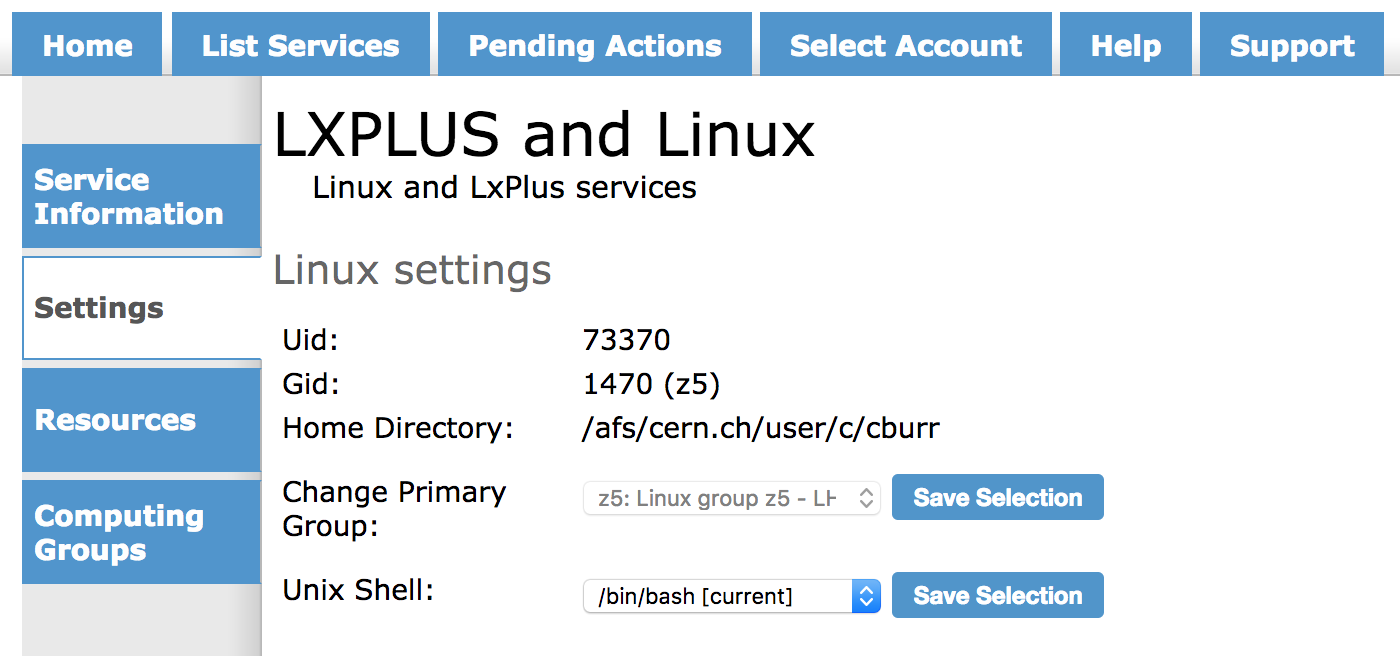 Home List Services Pending Actions Select Account Help Support
LXPLUS and Linux
Linux and LxPlus services
Service
Information
Settings
Resources
Computing
Groups
Linux settings
Uid: 73370
Gid: 1470 (z5)
Home Directory: /afs/cern.ch/user/c/cburr
Change Primary
Group:
z5: Linux group z5 - LH Save Selection
Unix Shell: /bin/bash [current] Save Selection